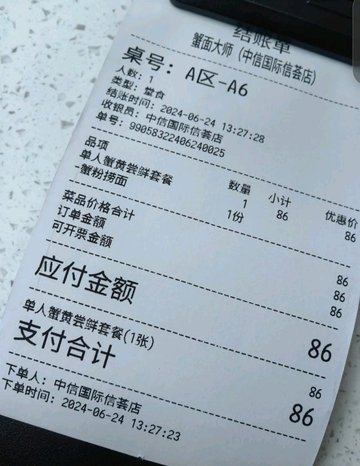 结账单
蟹面大师（中信国际信荟店）
桌号: A区-A6
人数: 1
类型: 堂食
结账时间: 2024-06-24 13:27:28
收银员: 中信国际信荟店
单号: 99058322406240025
品项 数量 小计 优惠价
单人蟹黄尝鲜套餐 1 86 86
-蟹粉捞面 1份
菜品价格合计 86
订单金额 86
可开票金额 86
应付金额 86
单人蟹黄尝鲜套餐(1张) 86
支付合计 86
下单人: 中信国际信荟店
下单时间: 2024-06-24 13:27:23